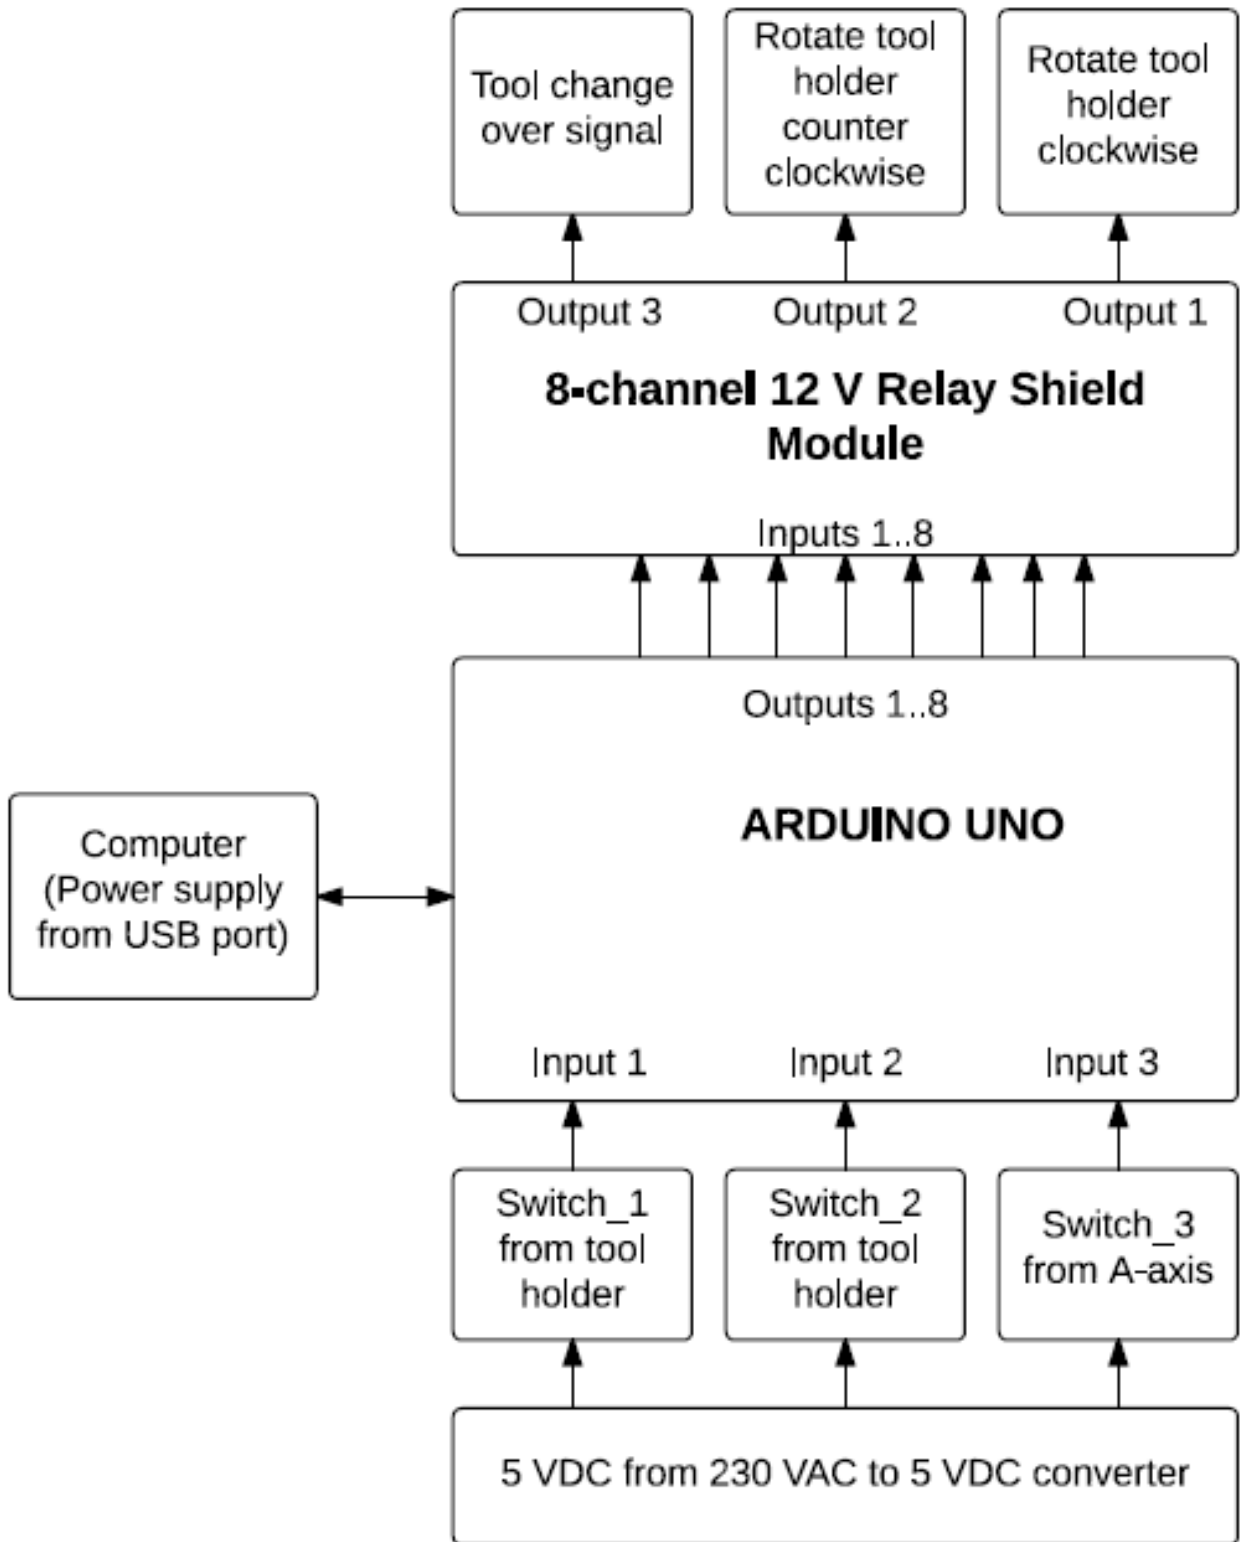 Tool change
over signal
Rotate tool
holder
counter
clockwise
Rotate tool
holder
clockwise
Output 3
Output 2
Output 1
8-channel 12 V Relay Shield
Module
Inputs 1..8
Outputs 1..8
ARDUINO UNO
Computer
(Power supply
from USB port)
Input 1
Input 2
Input 3
Switch_1
from tool
holder
Switch_2
from tool
holder
Switch_3
from A-axis
5 VDC from 230 VAC to 5 VDC converter